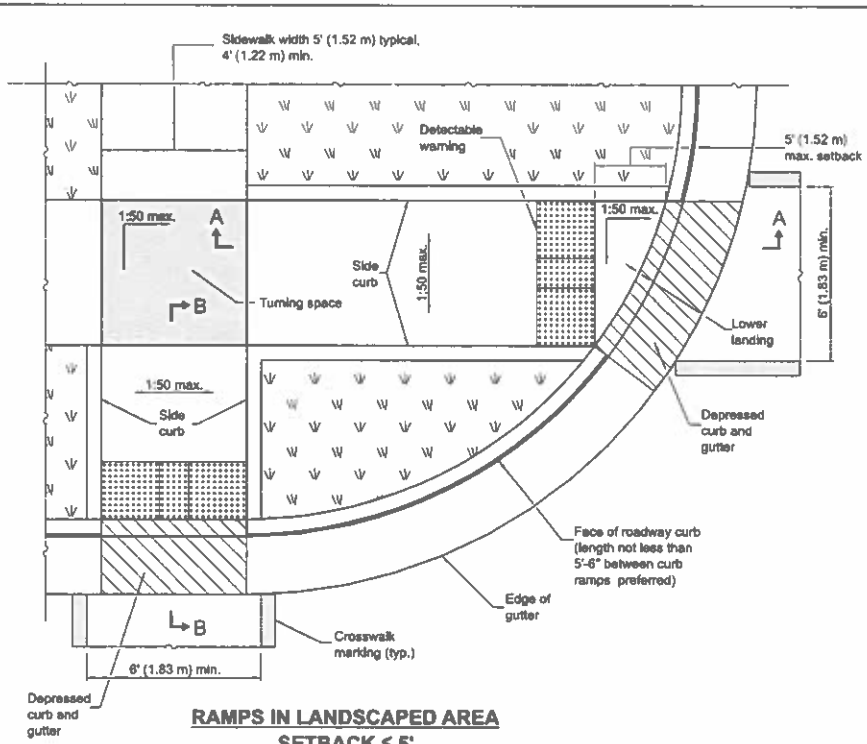 Sidewalk width 5' (1.52 m) typical,
4' (1.22 m) min.
Detectable
warning
5' (1.52 m)
max. setback
1:50 max.
A
1:50 max.
A
Side
curb
1:50 max.
6' (1.83 m) min.
B
Turning space
Lower
landing
1:50 max.
Side
curb
Depressed
curb and
gutter
Face of roadway curb
(length not less than
5'-6" between curb
ramps preferred)
Edge of
gutter
B
Crosswalk
marking (typ.)
6' (1.83 m) min.
Depressed
curb and
gutter
RAMPS IN LANDSCAPED AREA
SETBACK ≤ 5'